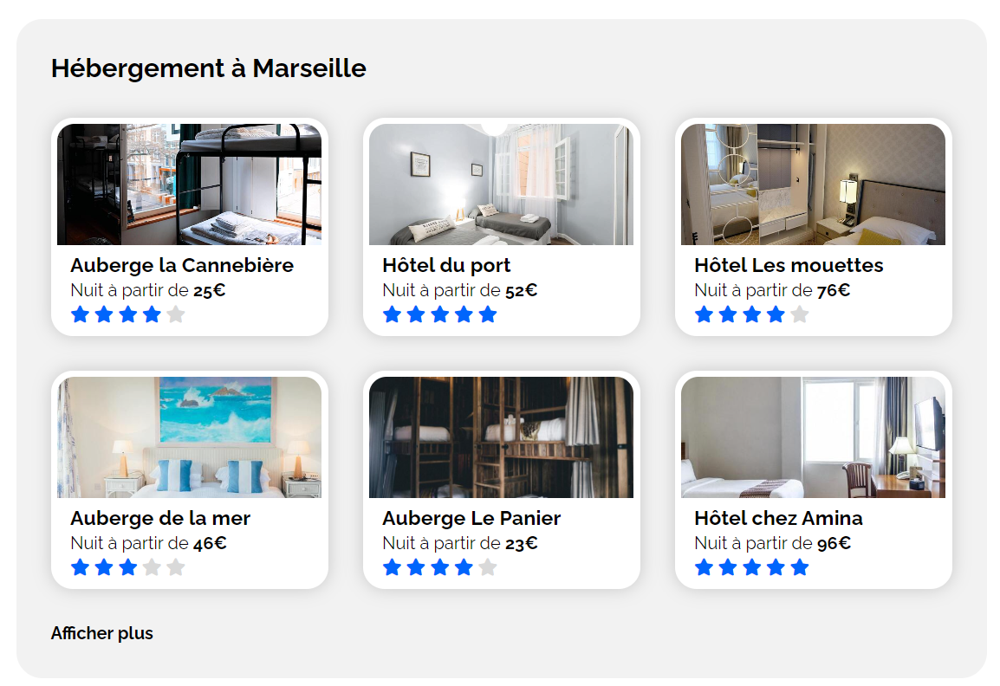 Hébergement à Marseille
Auberge la Cannebière
Nuit à partir de 25€
Hôtel du port
Nuit à partir de 52€
Hôtel Les mouettes
Nuit à partir de 76€
Auberge de la mer
Nuit à partir de 46€
Auberge Le Panier
Nuit à partir de 23€
Hôtel chez Amina
Nuit à partir de 96€
Afficher plus